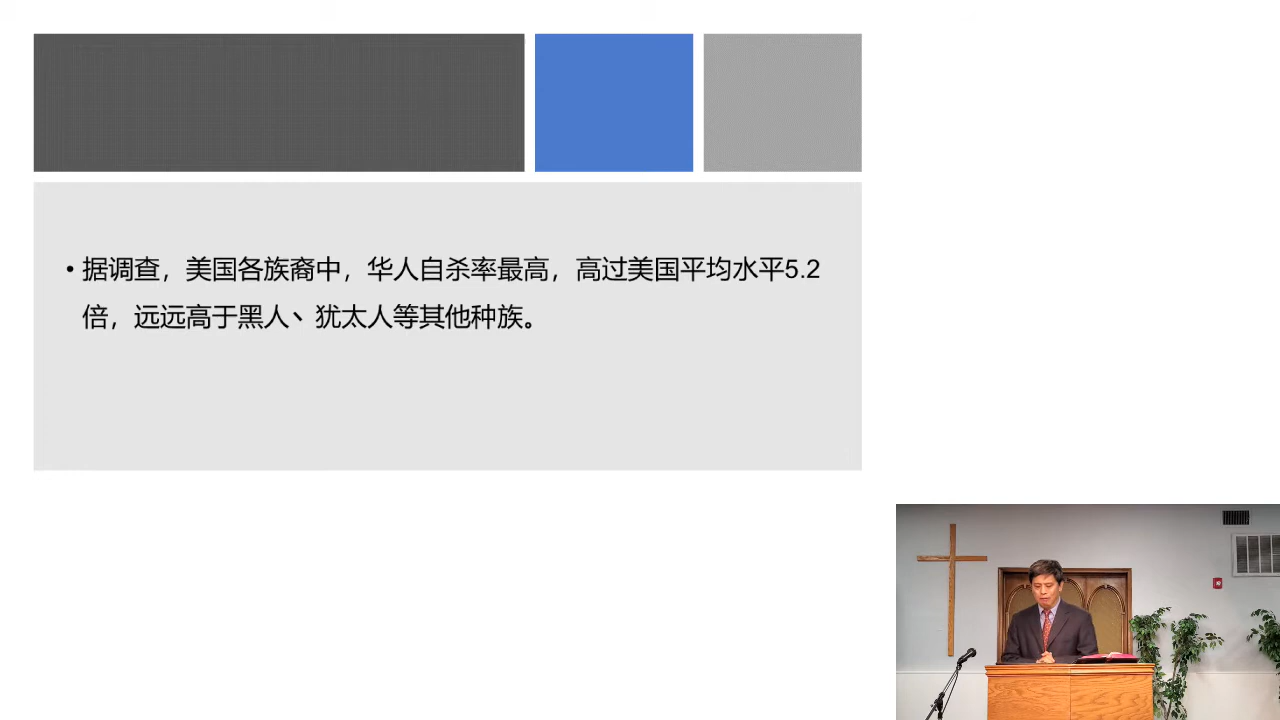 • 据调查，美国各族裔中，华人自杀率最高，高过美国平均水平5.2
倍，远远高于黑人、犹太人等其他种族。